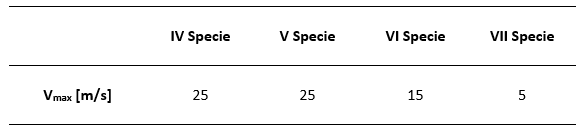 IV Specie V Specie VI Specie VII Specie
Vmax [m/s] 25 25 15 5